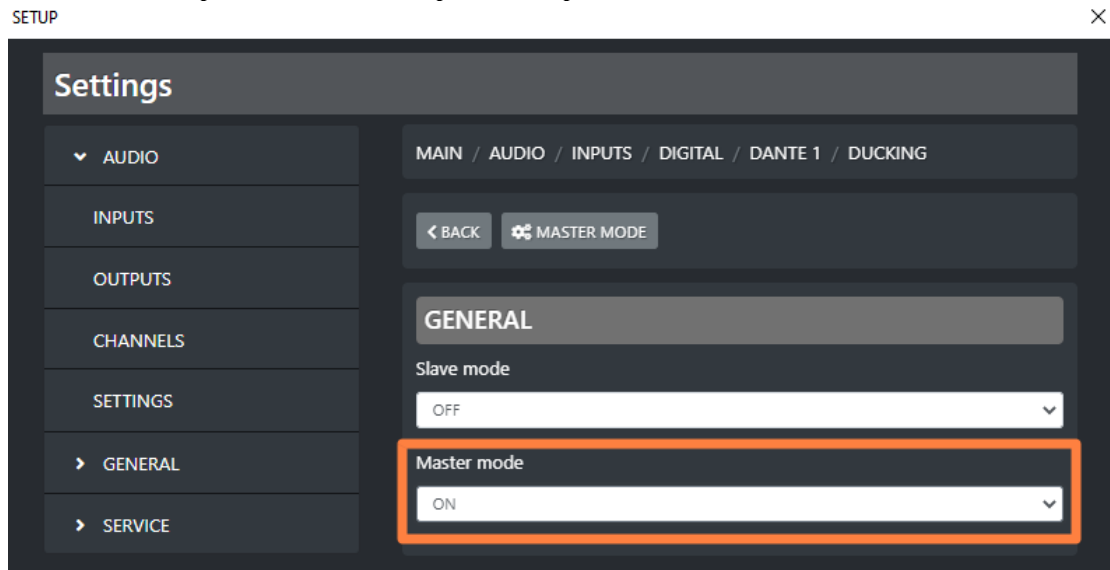 SETUP
Settings
AUDIO
INPUTS
OUTPUTS
CHANNELS
SETTINGS
GENERAL
SERVICE
MAIN / AUDIO / INPUTS / DIGITAL / DANTE 1 / DUCKING
BACK MASTER MODE
GENERAL
Slave mode
OFF
Master mode
ON